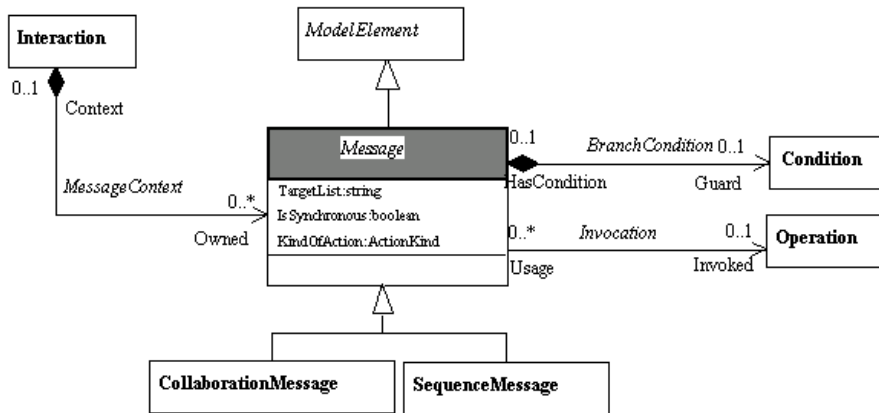 Interaction
ModelElement
0..1
Context
Message
0..1
BranchCondition
0..1
Condition
HasCondition
Guard
MessageContext
TargetList:string
0..*
IsSynchronous:boolean
Owned
KindOfAction:ActionKind
0..*
Invocation
0..1
Operation
Usage
Invoked
CollaborationMessage
SequenceMessage